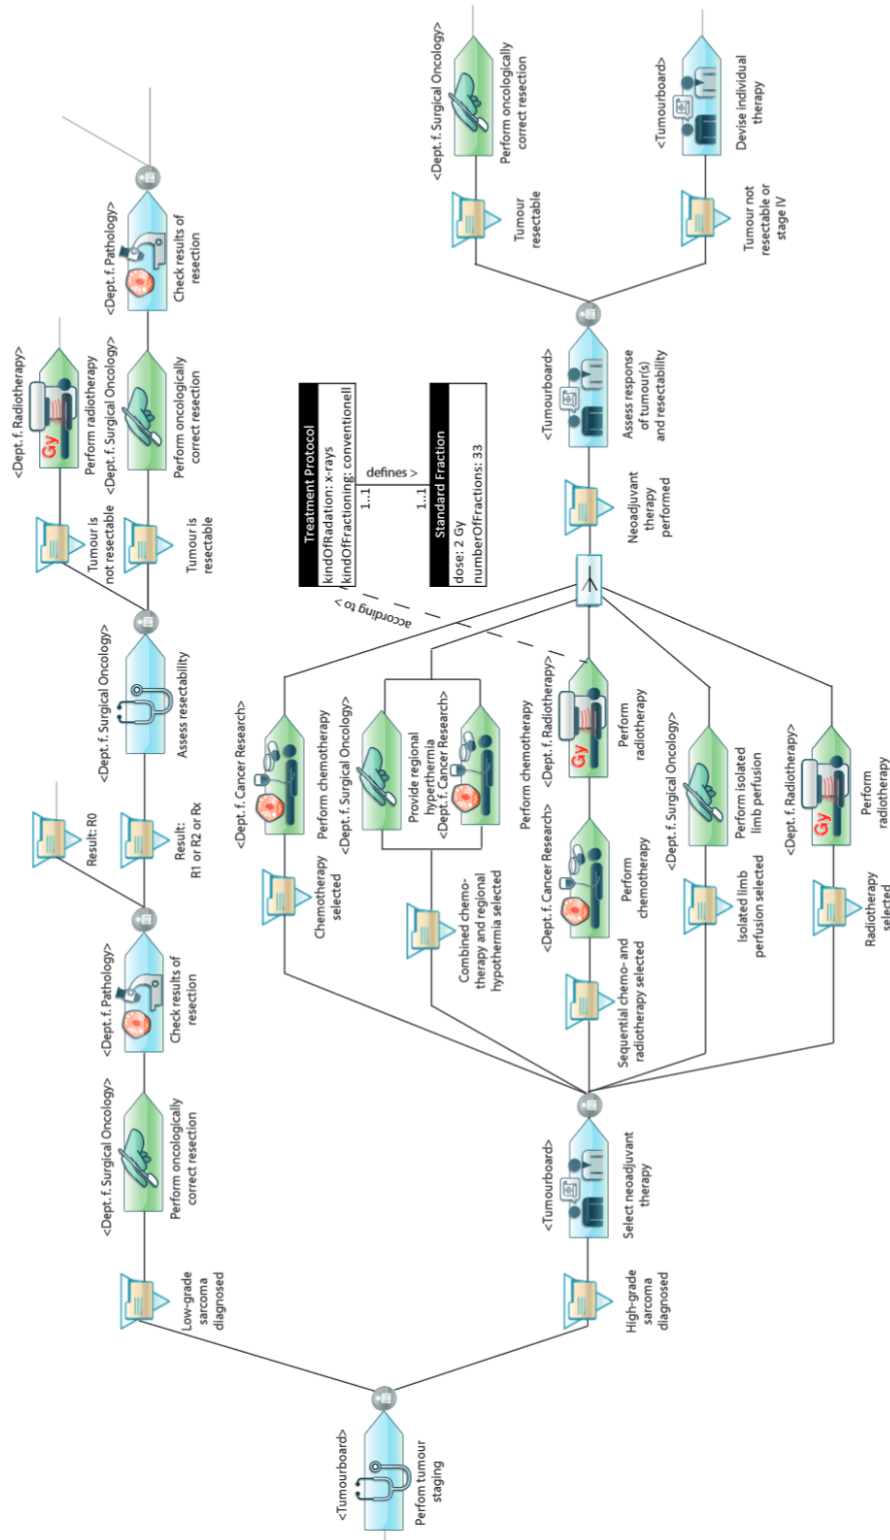 <Tumourboard>
Perfom tumour
staging
Low-grade
sarcoma
diagnosed
<Dept. f. Surgical Oncology>
Perform oncologically
correct resection
<Dept. f. Pathology>
Check results of
resection
Result: R0
Result:
R1 or R2 or Rx
<Dept. f. Surgical Oncology>
Assess resectability
Tumour is
not resectable
<Dept. f. Radiotherapy>
Gy
Perform radiotherapy
Tumour is
resectable
<Dept. f. Surgical Oncology>
Perform oncologically
correct resection
<Dept. f. Pathology>
Check results of
resection
High-grade
sarcoma
diagnosed
<Tumourboard>
Select neoadjuvant
therapy
Chemotherapy
selected
<Dept. f. Cancer Research>
Perform chemotherapy
Combined chemo-
therapy and regional
hypothermia selected
<Dept. f. Surgical Oncology>
Provide regional
hyperthermia
<Dept. f. Cancer Research>
Perform chemotherapy
Sequential chemo- and
radiotherapy selected
<Dept. f. Cancer Research>
Perform
chemotherapy
<Dept. f. Radiotherapy>
Gy
Perform
radiotherapy
according to >
Treatment Protocol
kindOfRadation: x-rays
kindOfFractioning: conventionell
1..1
defines >
1..1
Standard Fraction
dose: 2 Gy
numberOfFractions: 33
Isolated limb
perfusion selected
<Dept. f. Surgical Oncology>
Perform isolated
limb perfusion
Radiotherapy
selected
<Dept. f. Radiotherapy>
Gy
Perform
radiotherapy
Neoadjuvant
therapy
performed
<Tumourboard>
Assess response
of tumour(s)
and resectability
Tumour
resectable
<Dept. f. Surgical Oncology>
Perform oncologically
correct resection
Tumour not
resectable or
stage IV
<Tumourboard>
Devise individual
therapy